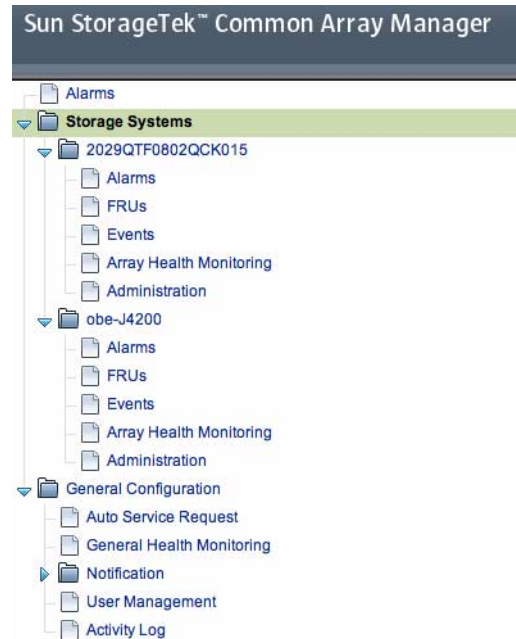 Sun StorageTek™ Common Array Manager
Alarms
Storage Systems
2029QTF0802QCK015
Alarms
FRUs
Events
Array Health Monitoring
Administration
obe-J4200
Alarms
FRUs
Events
Array Health Monitoring
Administration
General Configuration
Auto Service Request
General Health Monitoring
Notification
User Management
Activity Log